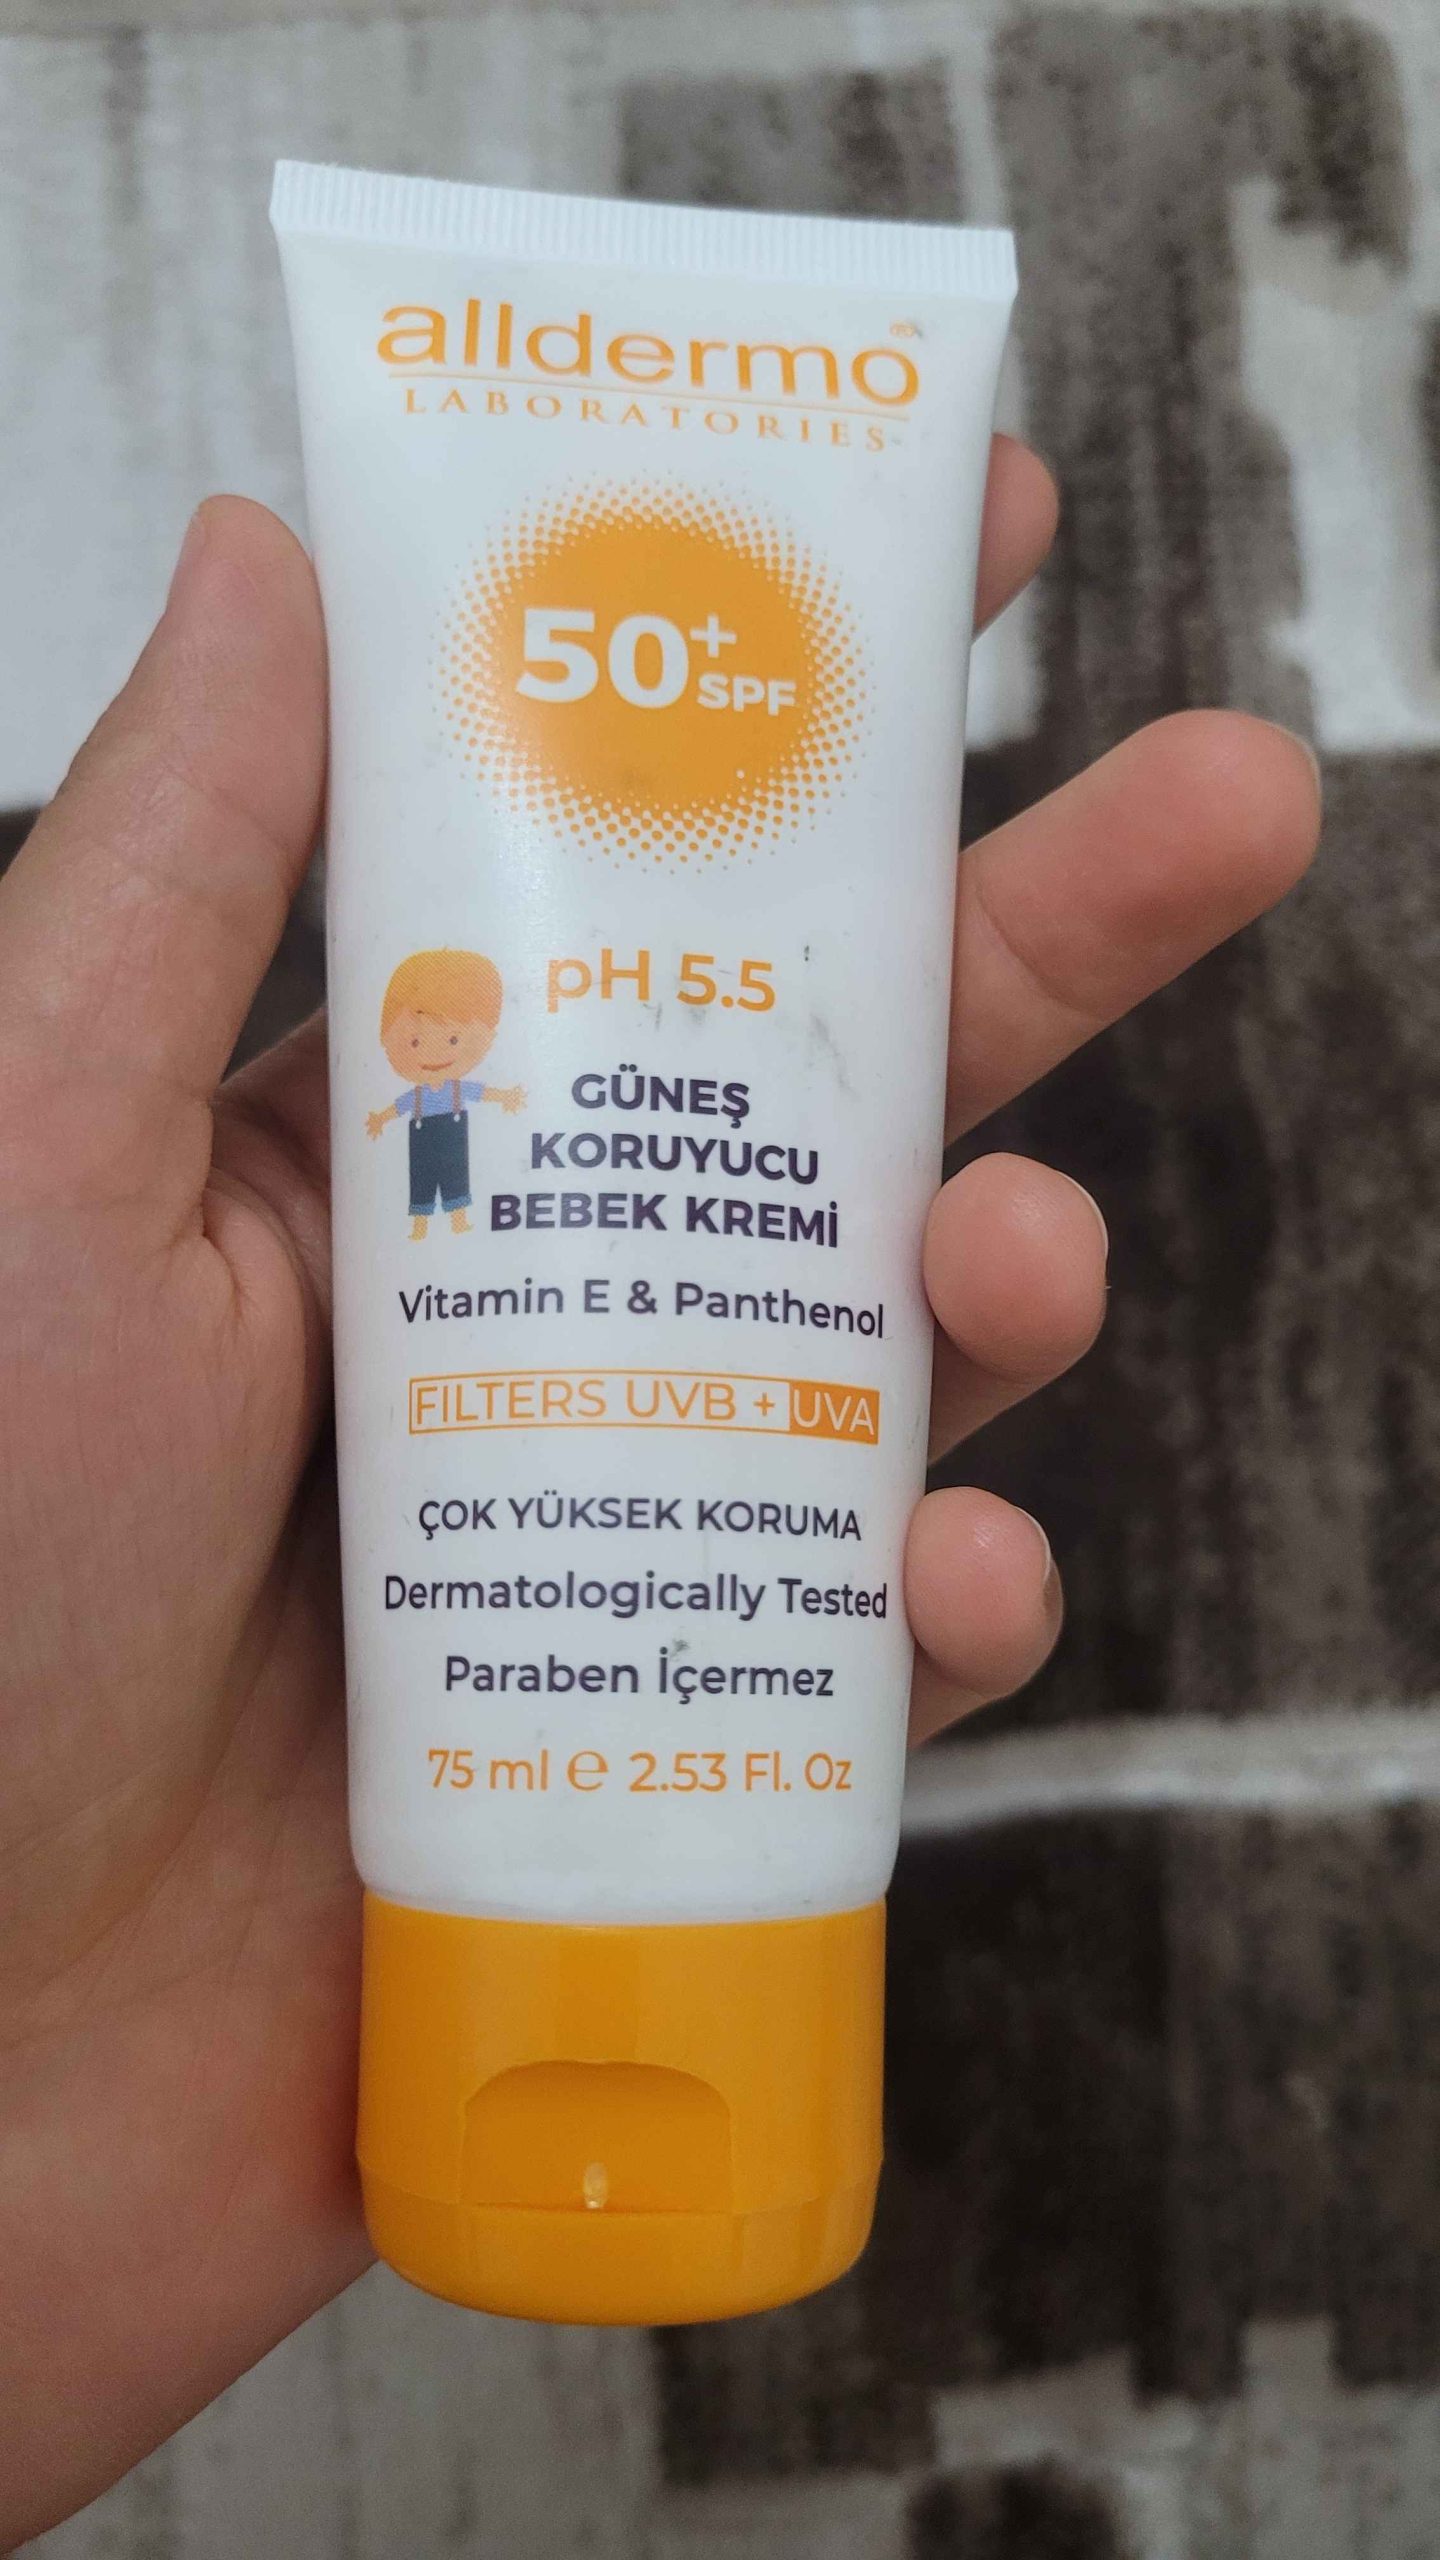 alldermo®
LABORATORIES
50+ SPF
pH 5.5
GÜNEŞ
KORUYUCU
BEBEK KREMİ
Vitamin E & Panthenol
FILTERS UVB + UVA
ÇOK YÜKSEK KORUMA
Dermatologically Tested
Paraben İçermez
75 ml ℮ 2.53 Fl. Oz